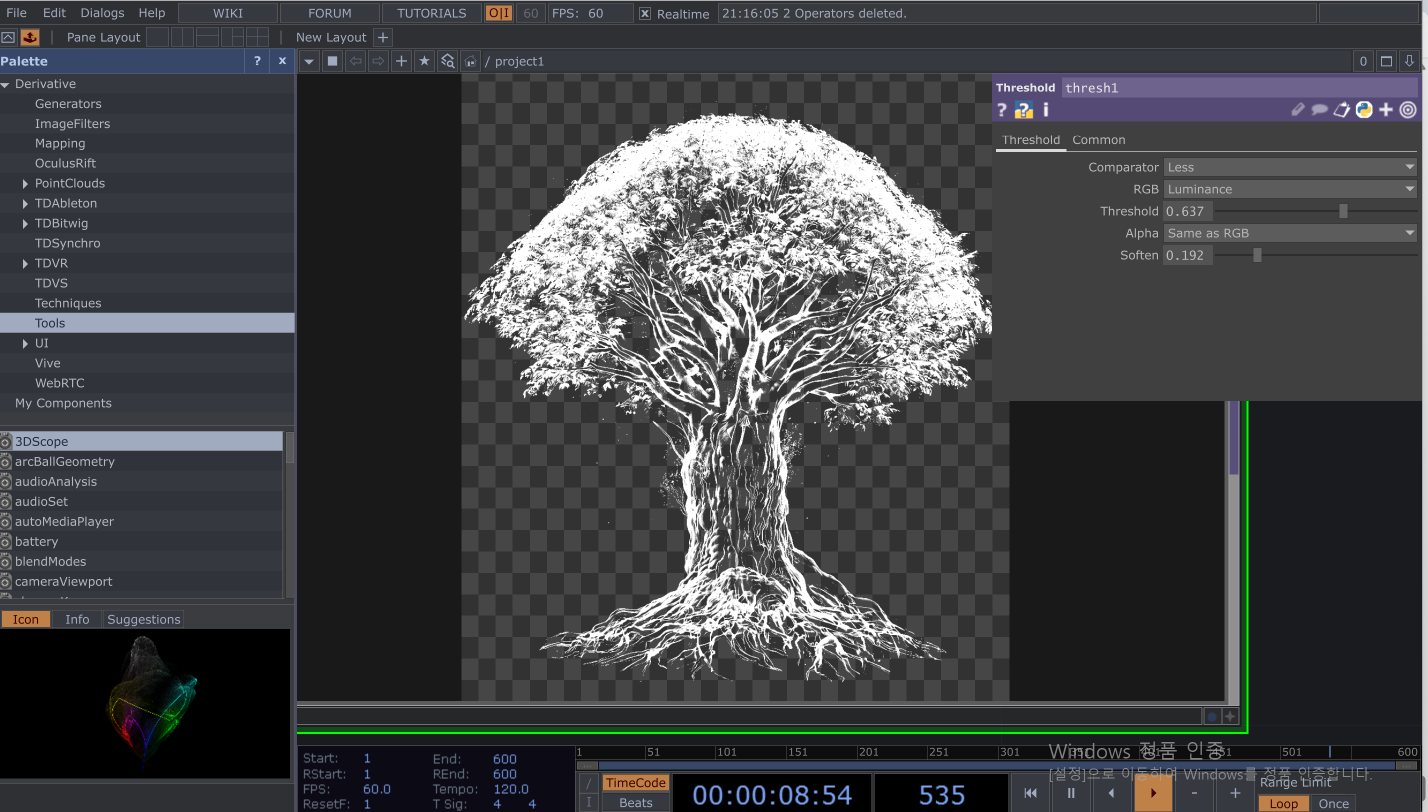 File Edit Dialogs Help WIKI FORUM TUTORIALS O|I 60 FPS: 60 Realtime 21:16:05 2 Operators deleted.
Pane Layout New Layout +
Palette ? x / project1 0
Derivative
Generators
ImageFilters
Mapping
OculusRift
PointClouds
TDAbleton
TDBitwig
TDSynchro
TDVR
TDVS
Techniques
Tools
UI
Vive
WebRTC
My Components
3DScope
arcBallGeometry
audioAnalysis
audioSet
autoMediaPlayer
battery
blendModes
cameraViewport
Icon Info Suggestions
Threshold thresh1
? ? i
Threshold Common
Comparator Less
RGB Luminance
Threshold 0.637
Alpha Same as RGB
Soften 0.192
Start: 1 End: 600
RStart: 1 REnd: 600
FPS: 60.0 Tempo: 120.0
ResetF: 1 T Sig: 4 4
1 51 101 151 201 251 301 351 451 501 600
TimeCode
Beats
00:00:08:54 535
Windows 정품 인증
[설정]으로 이동하여 Windows를 정품 인증합니다.
Range Limit
Loop Once